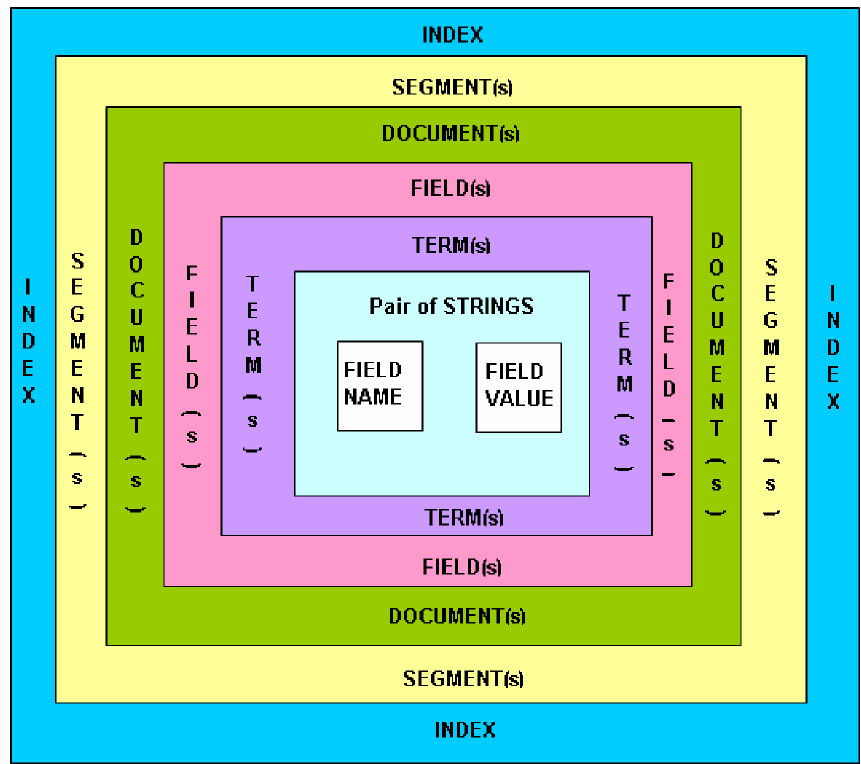 INDEX
SEGMENT(s)
DOCUMENT(s)
FIELD(s)
TERM(s)
Pair of STRINGS
FIELD
NAME
FIELD
VALUE
TERM(s)
FIELD(s)
DOCUMENT(s)
SEGMENT(s)
INDEX
INDEX
SEGMENT(s)
DOCUMENT(s)
FIELD(s)
TERM(s)
TERM(s)
FIELD(s)
DOCUMENT(s)
SEGMENT(s)
INDEX